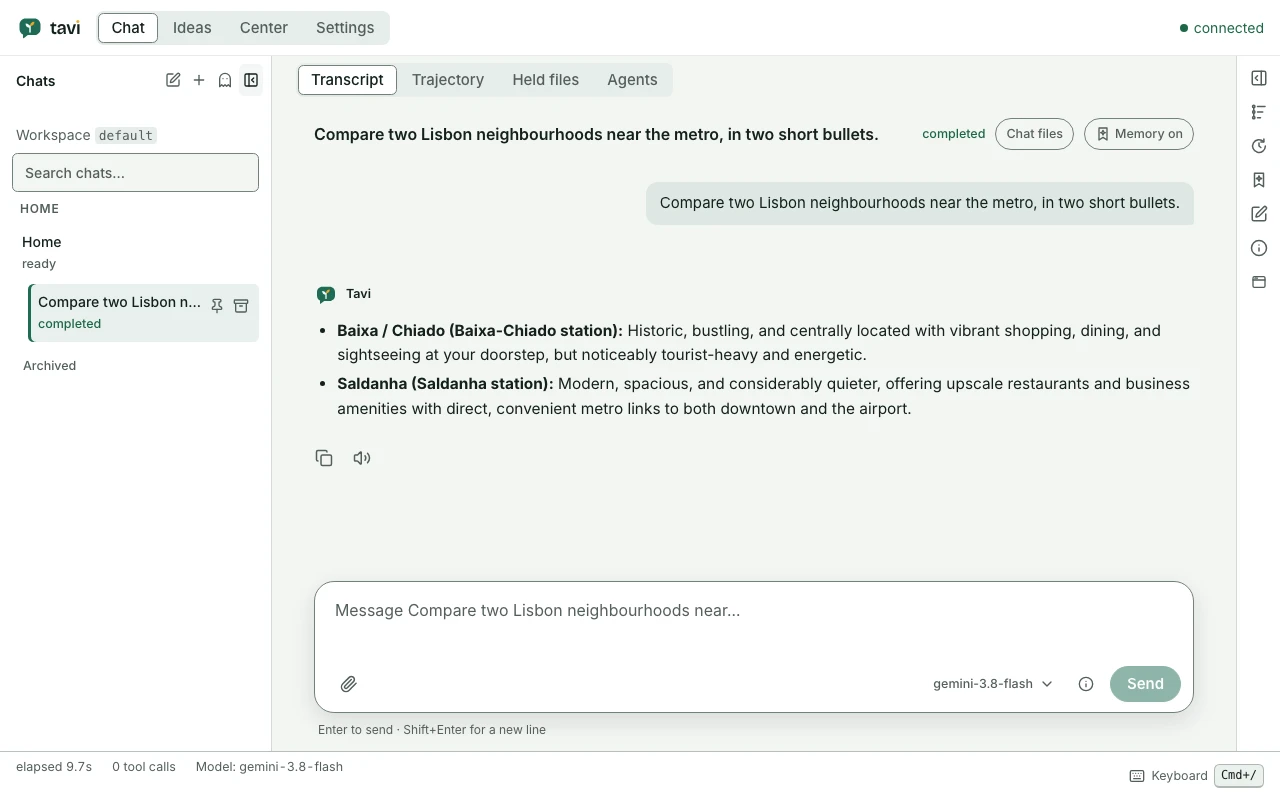 tavi
Chat Ideas Center Settings
connected
Chats
Workspace default
Search chats...
HOME
Home
ready
Compare two Lisbon n...
completed
Archived
Transcript Trajectory Held files Agents
Compare two Lisbon neighbourhoods near the metro, in two short bullets.
completed Chat files Memory on
Compare two Lisbon neighbourhoods near the metro, in two short bullets.
Tavi
• Baixa / Chiado (Baixa-Chiado station): Historic, bustling, and centrally located with vibrant shopping, dining, and
sightseeing at your doorstep, but noticeably tourist-heavy and energetic.
• Saldanha (Saldanha station): Modern, spacious, and considerably quieter, offering upscale restaurants and business
amenities with direct, convenient metro links to both downtown and the airport.
Message Compare two Lisbon neighbourhoods near...
gemini-3.8-flash Send
Enter to send · Shift+Enter for a new line
elapsed 9.7s 0 tool calls Model: gemini-3.8-flash
Keyboard Cmd+/